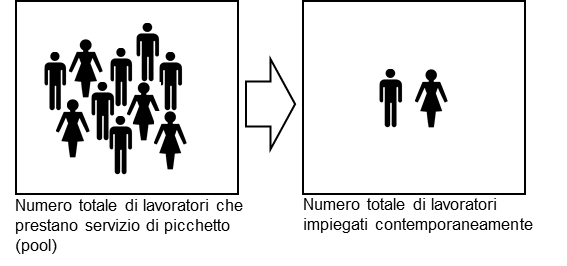 Numero totale di lavoratori che
prestano servizio di picchetto
(pool)
Numero totale di lavoratori
impiegati contemporaneamente